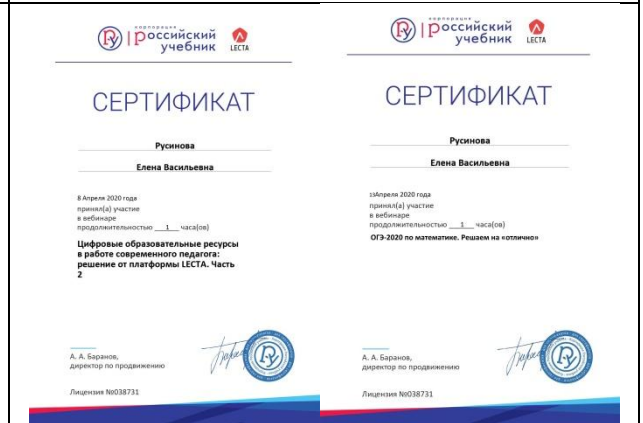 корпорация
российский
учебник
LECTA
СЕРТИФИКАТ
Русинова
Елена Васильевна
8 Апреля 2020 года
принял(а) участие
в вебинаре
продолжительностью 1 часа(ов)
Цифровые образовательные ресурсы
в работе современного педагога:
решение от платформы LECTA. Часть
2
А. А. Баранов,
директор по продвижению
Лицензия №038731
корпорация
российский
учебник
LECTA
СЕРТИФИКАТ
Русинова
Елена Васильевна
13Апреля 2020 года
принял(а) участие
в вебинаре
продолжительностью 1 часа(ов)
ОГЭ-2020 по математике. Решаем на «отлично»
А. А. Баранов,
директор по продвижению
Лицензия №038731